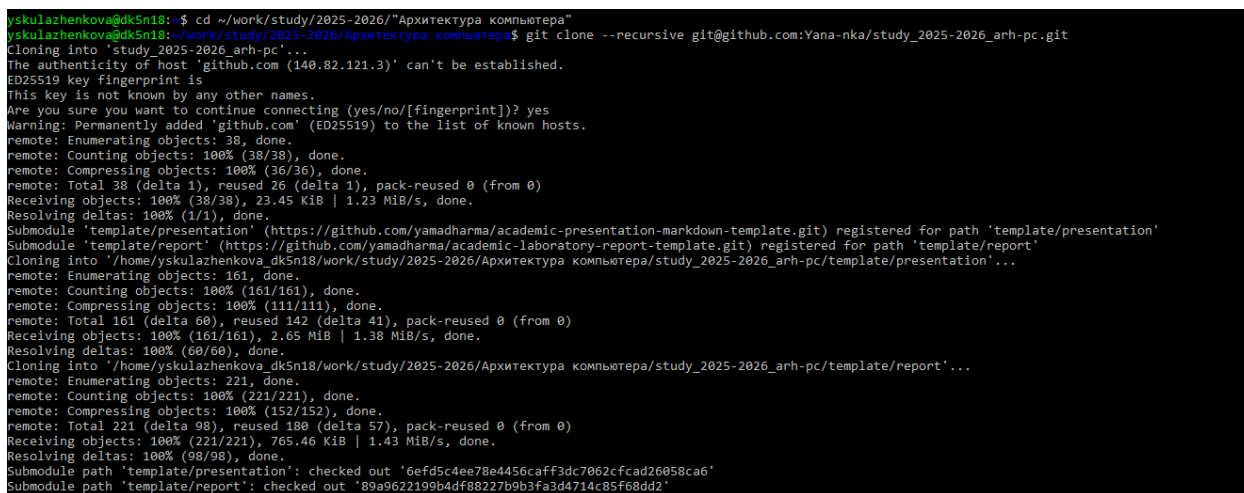 yskulazhenkova@dk5n18:~$ cd ~/work/study/2025-2026/"Архитектура компьютера"
yskulazhenkova@dk5n18:~/work/study/2025-2026/Архитектура компьютера$ git clone --recursive git@github.com:Yana-nka/study_2025-2026_arh-pc.git
Cloning into 'study_2025-2026_arh-pc'...
The authenticity of host 'github.com (140.82.121.3)' can't be established.
ED25519 key fingerprint is
This key is not known by any other names.
Are you sure you want to continue connecting (yes/no/[fingerprint])? yes
Warning: Permanently added 'github.com' (ED25519) to the list of known hosts.
remote: Enumerating objects: 38, done.
remote: Counting objects: 100% (38/38), done.
remote: Compressing objects: 100% (36/36), done.
remote: Total 38 (delta 1), reused 26 (delta 1), pack-reused 0 (from 0)
Receiving objects: 100% (38/38), 23.45 KiB | 1.23 MiB/s, done.
Resolving deltas: 100% (1/1), done.
Submodule 'template/presentation' (https://github.com/yamadharma/academic-presentation-markdown-template.git) registered for path 'template/presentation'
Submodule 'template/report' (https://github.com/yamadharma/academic-laboratory-report-template.git) registered for path 'template/report'
Cloning into '/home/yskulazhenkova_dk5n18/work/study/2025-2026/Архитектура компьютера/study_2025-2026_arh-pc/template/presentation'...
remote: Enumerating objects: 161, done.
remote: Counting objects: 100% (161/161), done.
remote: Compressing objects: 100% (111/111), done.
remote: Total 161 (delta 60), reused 142 (delta 41), pack-reused 0 (from 0)
Receiving objects: 100% (161/161), 2.65 MiB | 1.38 MiB/s, done.
Resolving deltas: 100% (60/60), done.
Cloning into '/home/yskulazhenkova_dk5n18/work/study/2025-2026/Архитектура компьютера/study_2025-2026_arh-pc/template/report'...
remote: Enumerating objects: 221, done.
remote: Counting objects: 100% (221/221), done.
remote: Compressing objects: 100% (152/152), done.
remote: Total 221 (delta 98), reused 180 (delta 57), pack-reused 0 (from 0)
Receiving objects: 100% (221/221), 765.46 KiB | 1.43 MiB/s, done.
Resolving deltas: 100% (98/98), done.
Submodule path 'template/presentation': checked out '6efd5c4ee78e4456caff3dc7062cfcad26058ca6'
Submodule path 'template/report': checked out '89a9622199b4df88227b9b3fa3d4714c85f68dd2'